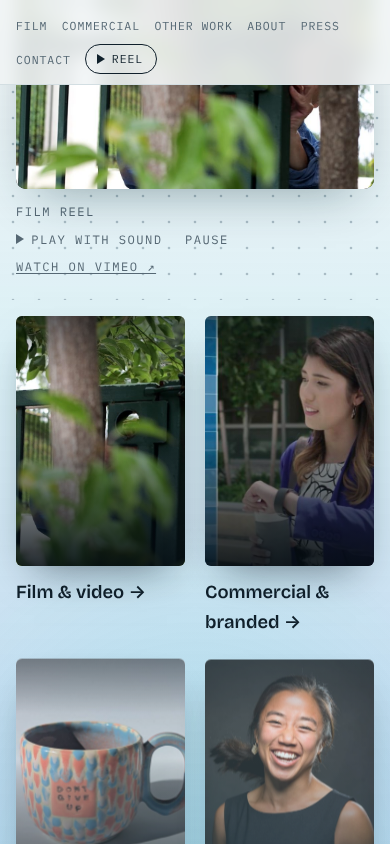 FILM COMMERCIAL OTHER WORK ABOUT PRESS
CONTACT ▶ REEL
FILM REEL
▶ PLAY WITH SOUND PAUSE
WATCH ON VIMEO ↗
Film & video →
Commercial &
branded →
DON'T
GIVE
UP